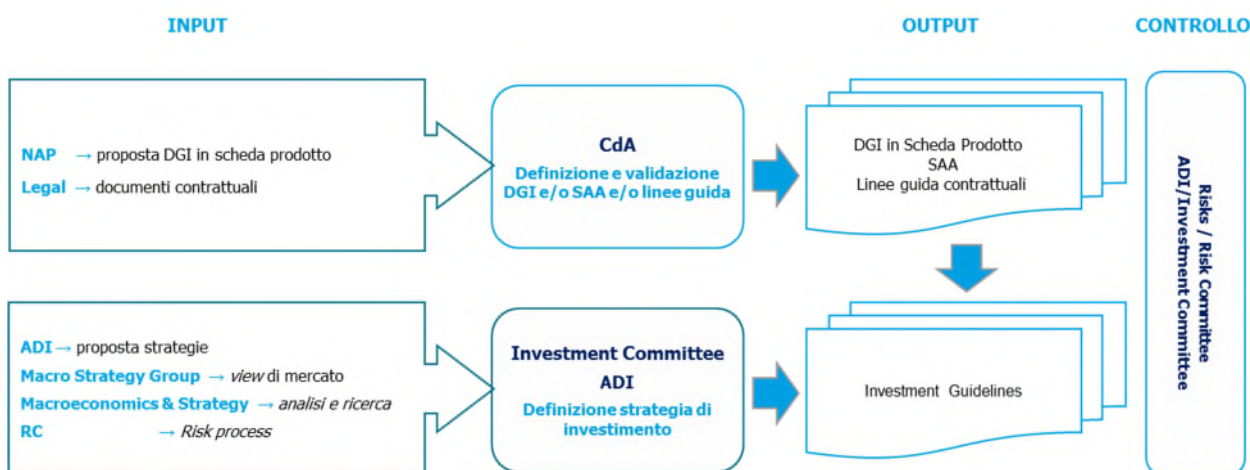 INPUT
OUTPUT
CONTROLLO
NAP → proposta DGI in scheda prodotto
Legal → documenti contrattuali
CdA
Definizione e validazione
DGI e/o SAA e/o linee guida
DGI in Scheda Prodotto
SAA
Linee guida contrattuali
ADI → proposta strategie
Macro Strategy Group → view di mercato
Macroeconomics & Strategy → analisi e ricerca
RC → Risk process
Investment Committee
ADI
Definizione strategia di
investimento
Investment Guidelines
Risks / Risk Committee
ADI/Investment Committee